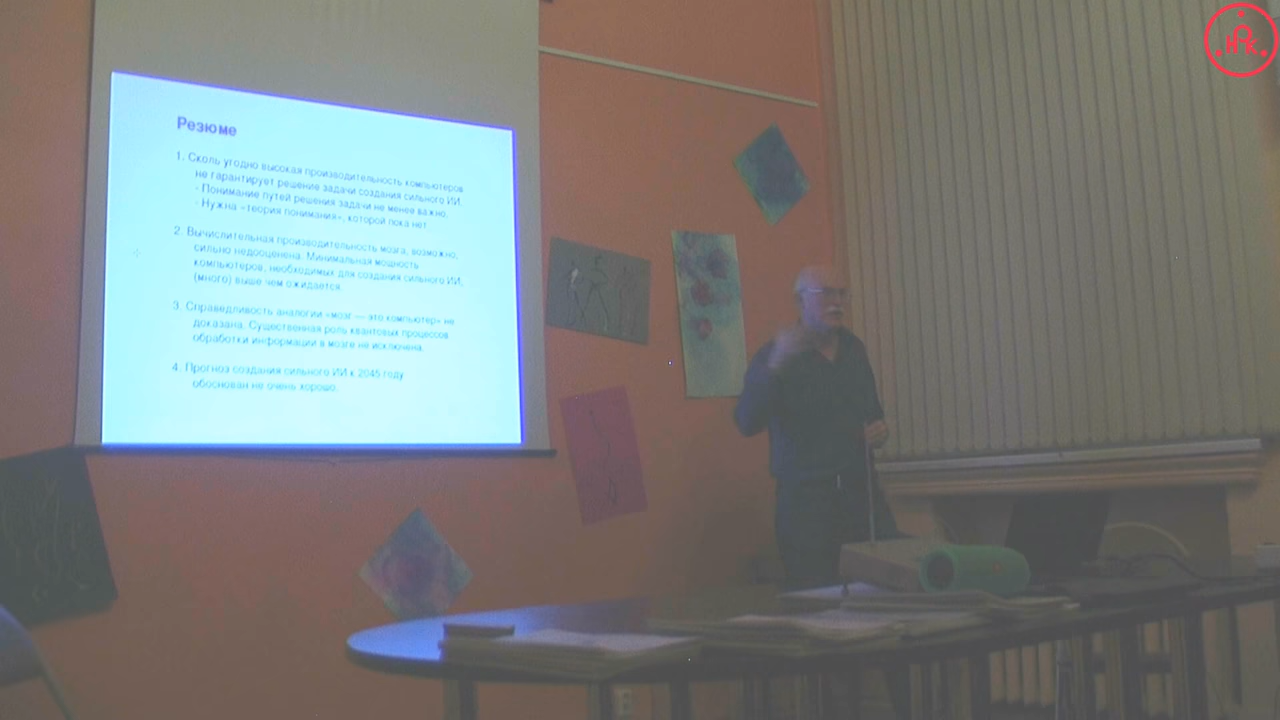 Резюме
1. Сколь угодно высокая производительность компьютеров
не гарантирует решение задачи создания сильного ИИ.
- Понимание путей решения задачи не менее важно.
- Нужна «теория понимания», которой пока нет
2. Вычислительная производительность мозга, возможно,
сильно недооценена. Минимальная мощность
компьютеров, необходимых для создания сильного ИИ,
(много) выше чем ожидается.
3. Справедливость аналогии «мозг — это компьютер» не
доказана. Существенная роль квантовых процессов
обработки информации в мозге не исключена.
4. Прогноз создания сильного ИИ к 2045 году
обоснован не очень хорошо.